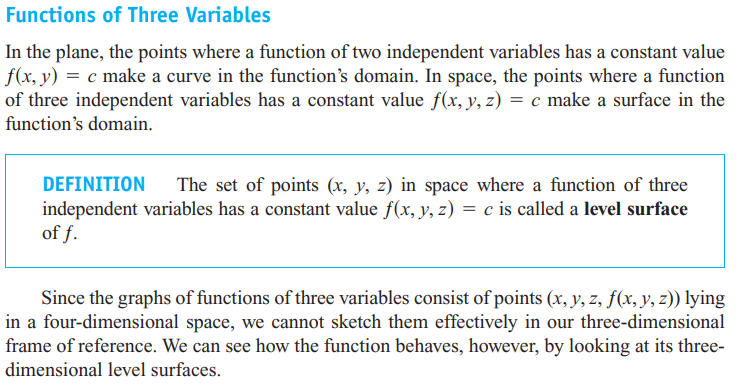 Functions of Three Variables
In the plane, the points where a function of two independent variables has a constant value
f(x, y) = c make a curve in the function’s domain. In space, the points where a function
of three independent variables has a constant value f(x, y, z) = c make a surface in the
function’s domain.
DEFINITION The set of points (x, y, z) in space where a function of three
independent variables has a constant value f(x, y, z) = c is called a level surface
of f.
Since the graphs of functions of three variables consist of points (x, y, z, f(x, y, z)) lying
in a four-dimensional space, we cannot sketch them effectively in our three-dimensional
frame of reference. We can see how the function behaves, however, by looking at its three-
dimensional level surfaces.